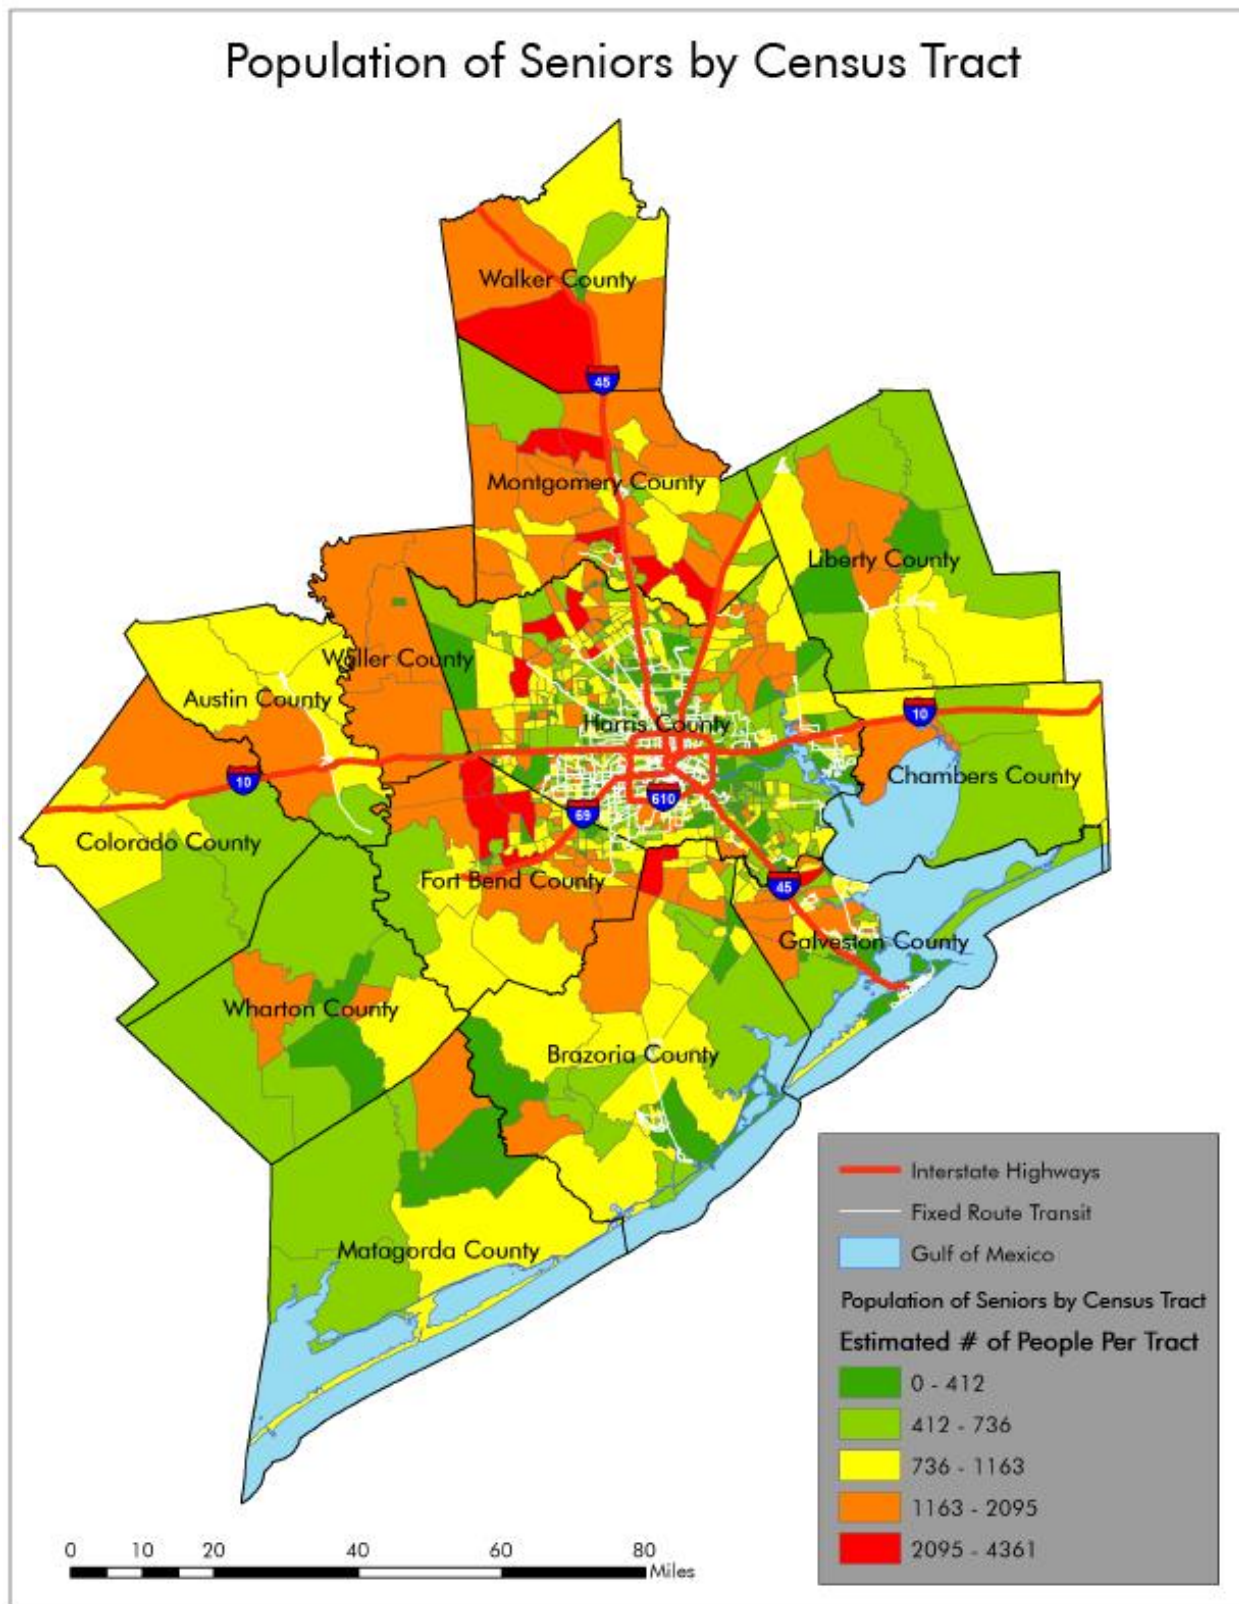 Population of Seniors by Census Tract
Walker County
45
Montgomery County
Liberty County
Waller County
Austin County
Harris County
10
10
Chambers County
69
610
Colorado County
Fort Bend County
45
Galveston County
Wharton County
Brazoria County
Matagorda County
Interstate Highways
Fixed Route Transit
Gulf of Mexico
Population of Seniors by Census Tract
Estimated # of People Per Tract
0 - 412
412 - 736
736 - 1163
1163 - 2095
2095 - 4361
0 10 20 40 60 80
Miles